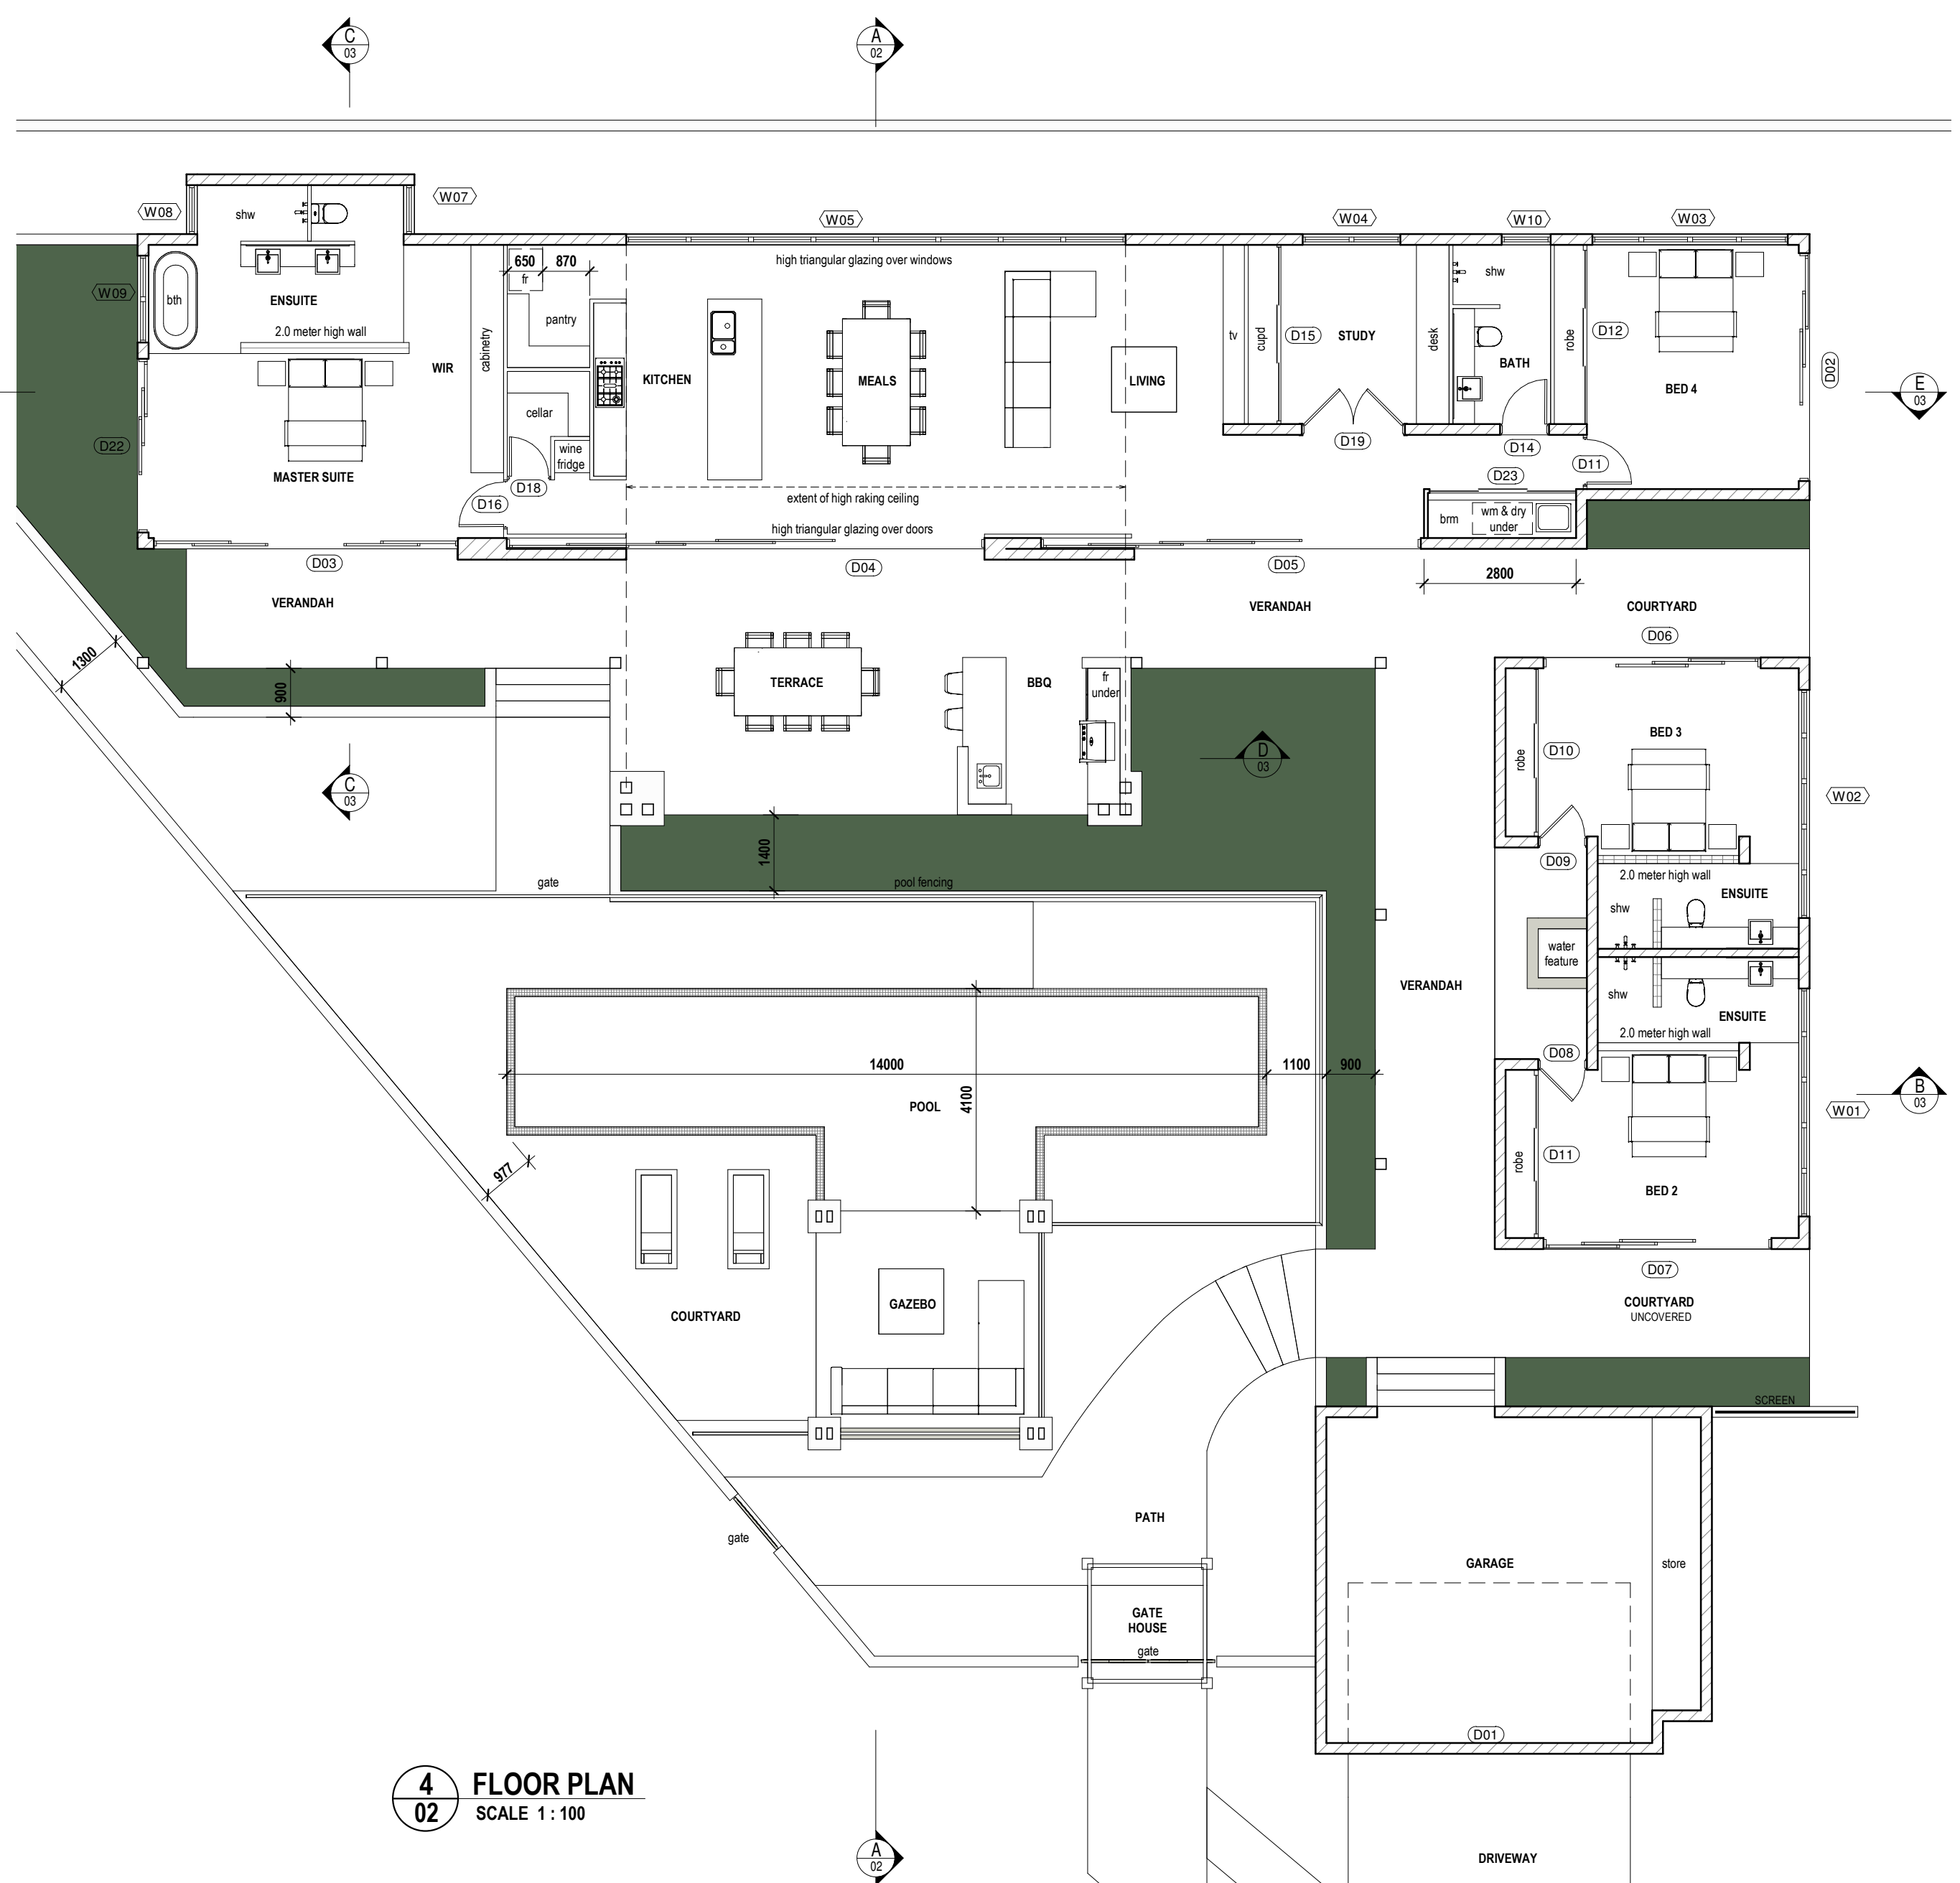 C
03
A
02
W08
shw
W07
W05
W04
W10
W03
high triangular glazing over windows
650
870
fr
W09
bth
ENSUITE
2.0 meter high wall
pantry
cabinetry
WIR
KITCHEN
MEALS
LIVING
tv
cupd
D15
STUDY
desk
shw
BATH
robe
D12
BED 4
D02
E
03
cellar
wine
fridge
D22
MASTER SUITE
D18
D16
extent of high raking ceiling
high triangular glazing over doors
D19
D14
D11
D23
brm
wm & dry
under
D03
D04
D05
2800
VERANDAH
VERANDAH
COURTYARD
D06
1300
900
TERRACE
BBQ
fr
under
C
03
D
03
robe
D10
BED 3
W02
1400
gate
pool fencing
D09
2.0 meter high wall
ENSUITE
shw
water
feature
VERANDAH
shw
ENSUITE
2.0 meter high wall
D08
14000
1100
900
4100
POOL
B
03
W01
977
robe
D11
BED 2
D07
COURTYARD
UNCOVERED
GAZEBO
COURTYARD
SCREEN
PATH
gate
GARAGE
store
GATE
HOUSE
gate
D01
4
02
FLOOR PLAN
SCALE 1 : 100
A
02
DRIVEWAY